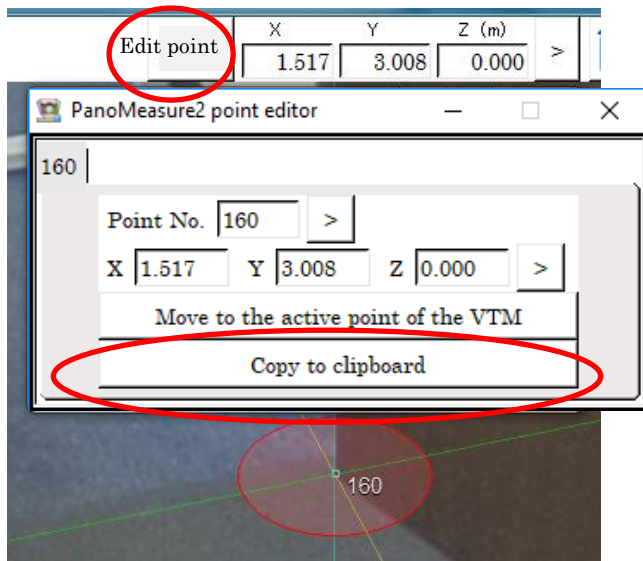 Edit point X Y Z (m)
1.517 3.008 0.000 >
PanoMeasure2 point editor
160
Point No. 160 >
X 1.517 Y 3.008 Z 0.000 >
Move to the active point of the VTM
Copy to clipboard
160